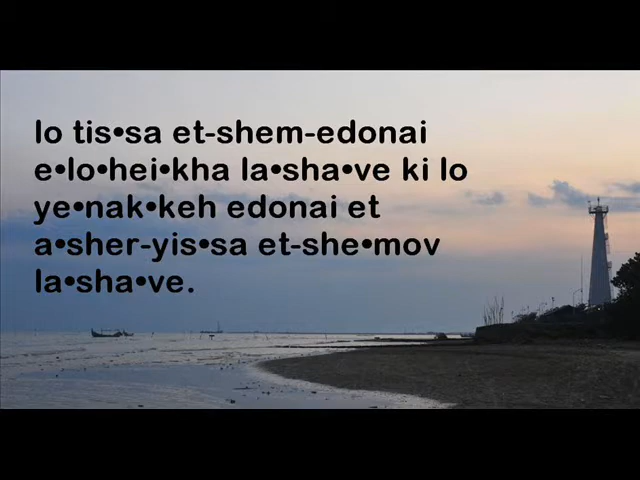 lo tis•sa et-shem-edonai
e•lo•hei•kha la•sha•ve ki lo
ye•nak•keh edonai et
a•sher-yis•sa et-she•mov
la•sha•ve.